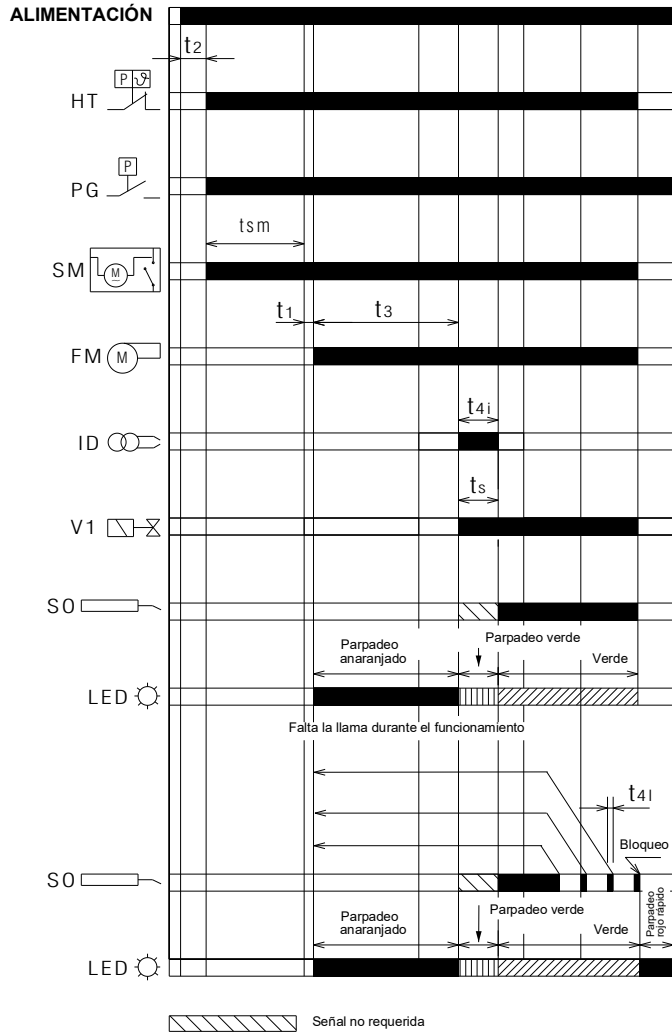 ALIMENTACIÓN
t2
P ϑ
HT
P
PG
tsm
SM M
t1 t3
FM M
t4i
ID
ts
V1
SO
Parpadeo
anaranjado
Parpadeo verde
Verde
LED
Falta la llama durante el funcionamiento
t4l
Bloqueo
SO
Parpadeo
anaranjado
Parpadeo verde
Verde
Parpadeo
rojo rápido
LED
Señal no requerida